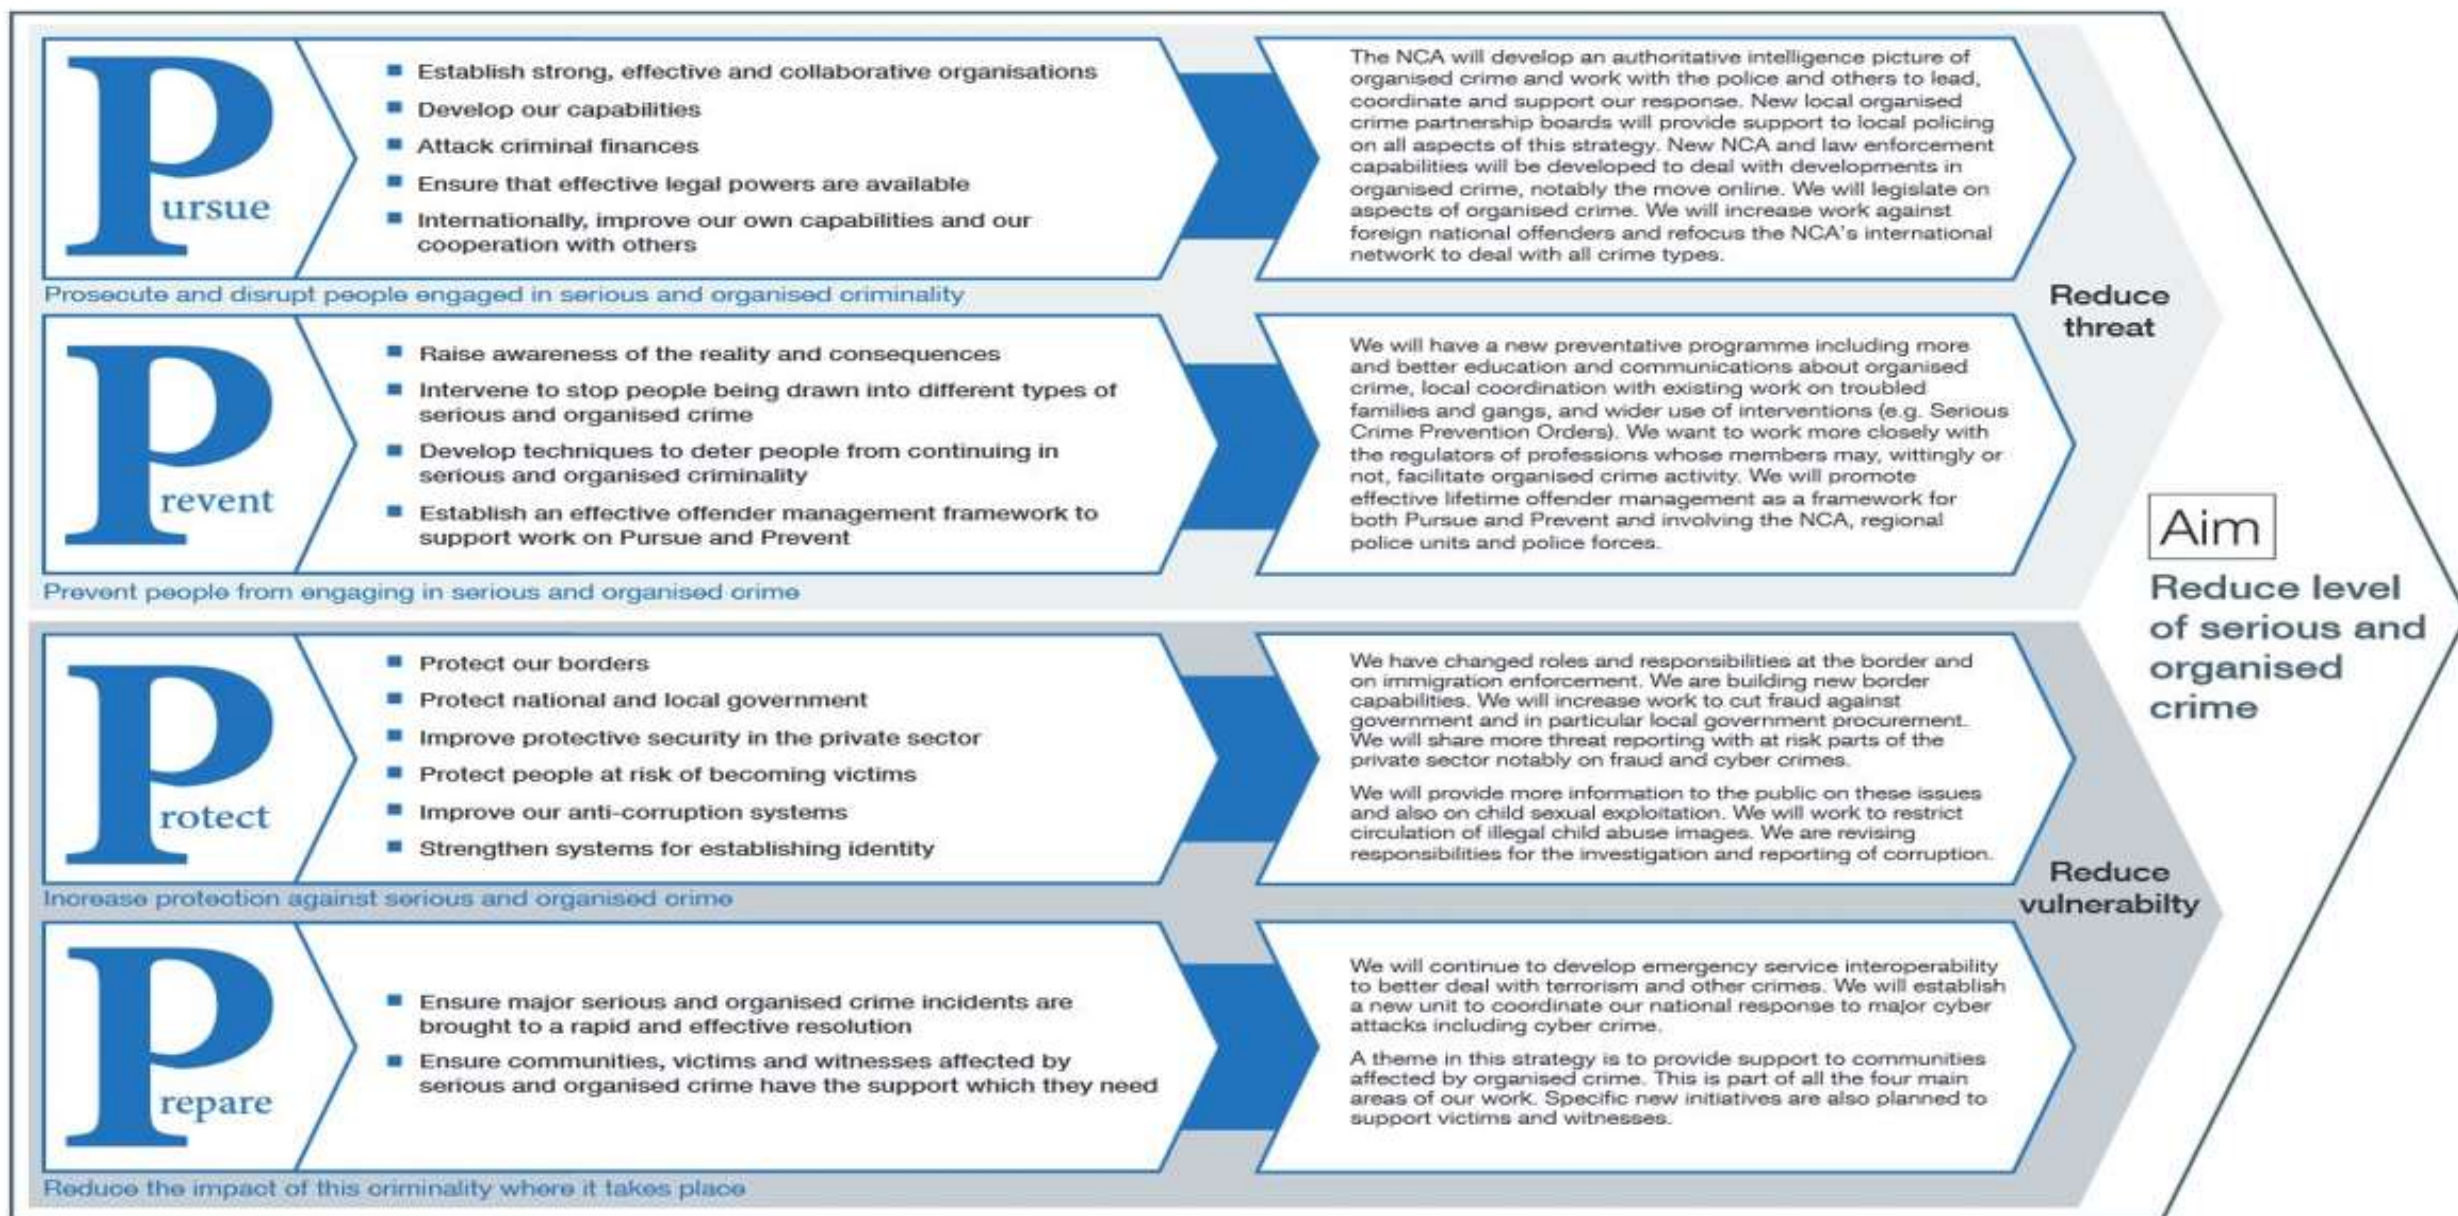 Pursue
■ Establish strong, effective and collaborative organisations
■ Develop our capabilities
■ Attack criminal finances
■ Ensure that effective legal powers are available
■ Internationally, improve our own capabilities and our
cooperation with others
The NCA will develop an authoritative intelligence picture of
organised crime and work with the police and others to lead,
coordinate and support our response. New local organised
crime partnership boards will provide support to local policing
on all aspects of this strategy. New NCA and law enforcement
capabilities will be developed to deal with developments in
organised crime, notably the move online. We will legislate on
aspects of organised crime. We will increase work against
foreign national offenders and refocus the NCA's international
network to deal with all crime types.
Prosecute and disrupt people engaged in serious and organised criminality
Prevent
■ Raise awareness of the reality and consequences
■ Intervene to stop people being drawn into different types of
serious and organised crime
■ Develop techniques to deter people from continuing in
serious and organised criminality
■ Establish an effective offender management framework to
support work on Pursue and Prevent
We will have a new preventative programme including more
and better education and communications about organised
crime, local coordination with existing work on troubled
families and gangs, and wider use of interventions (e.g. Serious
Crime Prevention Orders). We want to work more closely with
the regulators of professions whose members may, wittingly or
not, facilitate organised crime activity. We will promote
effective lifetime offender management as a framework for
both Pursue and Prevent and involving the NCA, regional
police units and police forces.
Prevent people from engaging in serious and organised crime
Reduce
threat
Protect
■ Protect our borders
■ Protect national and local government
■ Improve protective security in the private sector
■ Protect people at risk of becoming victims
■ Improve our anti-corruption systems
■ Strengthen systems for establishing identity
We have changed roles and responsibilities at the border and
on immigration enforcement. We are building new border
capabilities. We will increase work to cut fraud against
government and in particular local government procurement.
We will share more threat reporting with at risk parts of the
private sector notably on fraud and cyber crimes.
We will provide more information to the public on these issues
and also on child sexual exploitation. We will work to restrict
circulation of illegal child abuse images. We are revising
responsibilities for the investigation and reporting of corruption.
Increase protection against serious and organised crime
Prepare
■ Ensure major serious and organised crime incidents are
brought to a rapid and effective resolution
■ Ensure communities, victims and witnesses affected by
serious and organised crime have the support which they need
We will continue to develop emergency service interoperability
to better deal with terrorism and other crimes. We will establish
a new unit to coordinate our national response to major cyber
attacks including cyber crime.
A theme in this strategy is to provide support to communities
affected by organised crime. This is part of all the four main
areas of our work. Specific new initiatives are also planned to
support victims and witnesses.
Reduce the impact of this criminality where it takes place
Reduce
vulnerabilty
Aim
Reduce level
of serious and
organised
crime